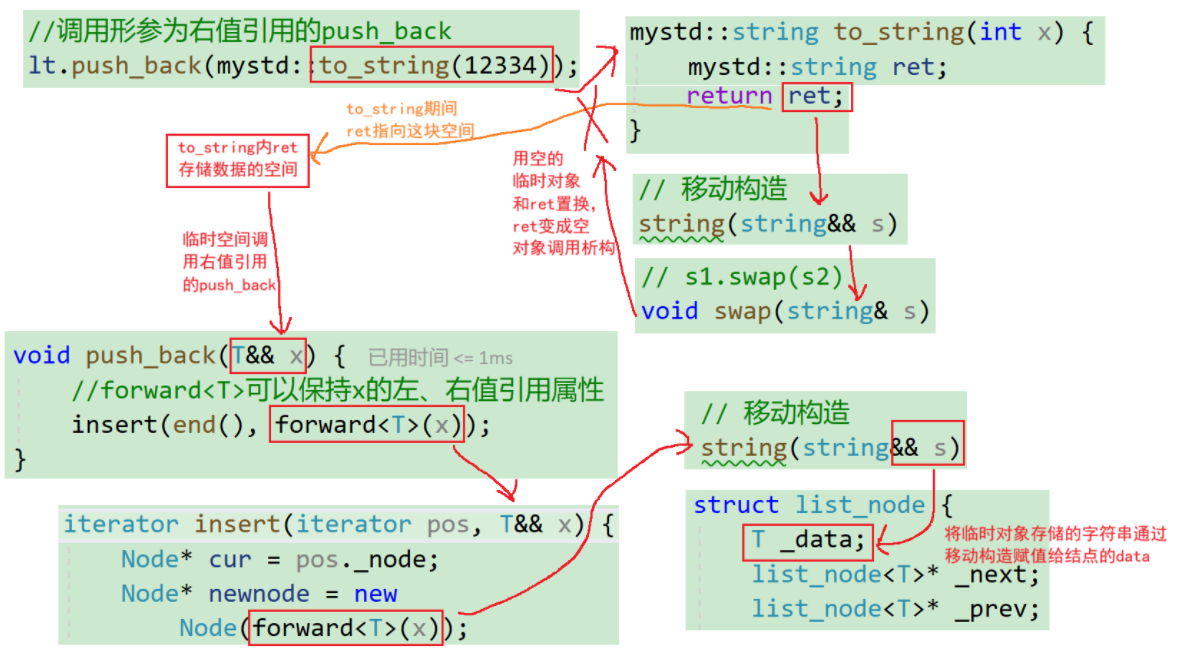 //调用形参为右值引用的push_back
lt.push_back(mystd::to_string(12334));
mystd::string to_string(int x) {
mystd::string ret;
return ret;
}
to_string期间
ret指向这块空间
to_string内ret
存储数据的空间
用空的
临时对象
和ret置换，
ret变成空
对象调用析构
// 移动构造
string(string&& s)
// s1.swap(s2)
void swap(string& s)
临时空间调
用右值引用
的push_back
void push_back(T&& x) { 已用时间 <= 1ms
//forward<T>可以保持x的左、右值引用属性
insert(end(), forward<T>(x));
}
iterator insert(iterator pos, T&& x) {
Node* cur = pos._node;
Node* newnode = new
Node(forward<T>(x));
// 移动构造
string(string&& s)
struct list_node {
T _data;
list_node<T>* _next;
list_node<T>* _prev;
将临时对象存储的字符串通过
移动构造赋值给结点的data